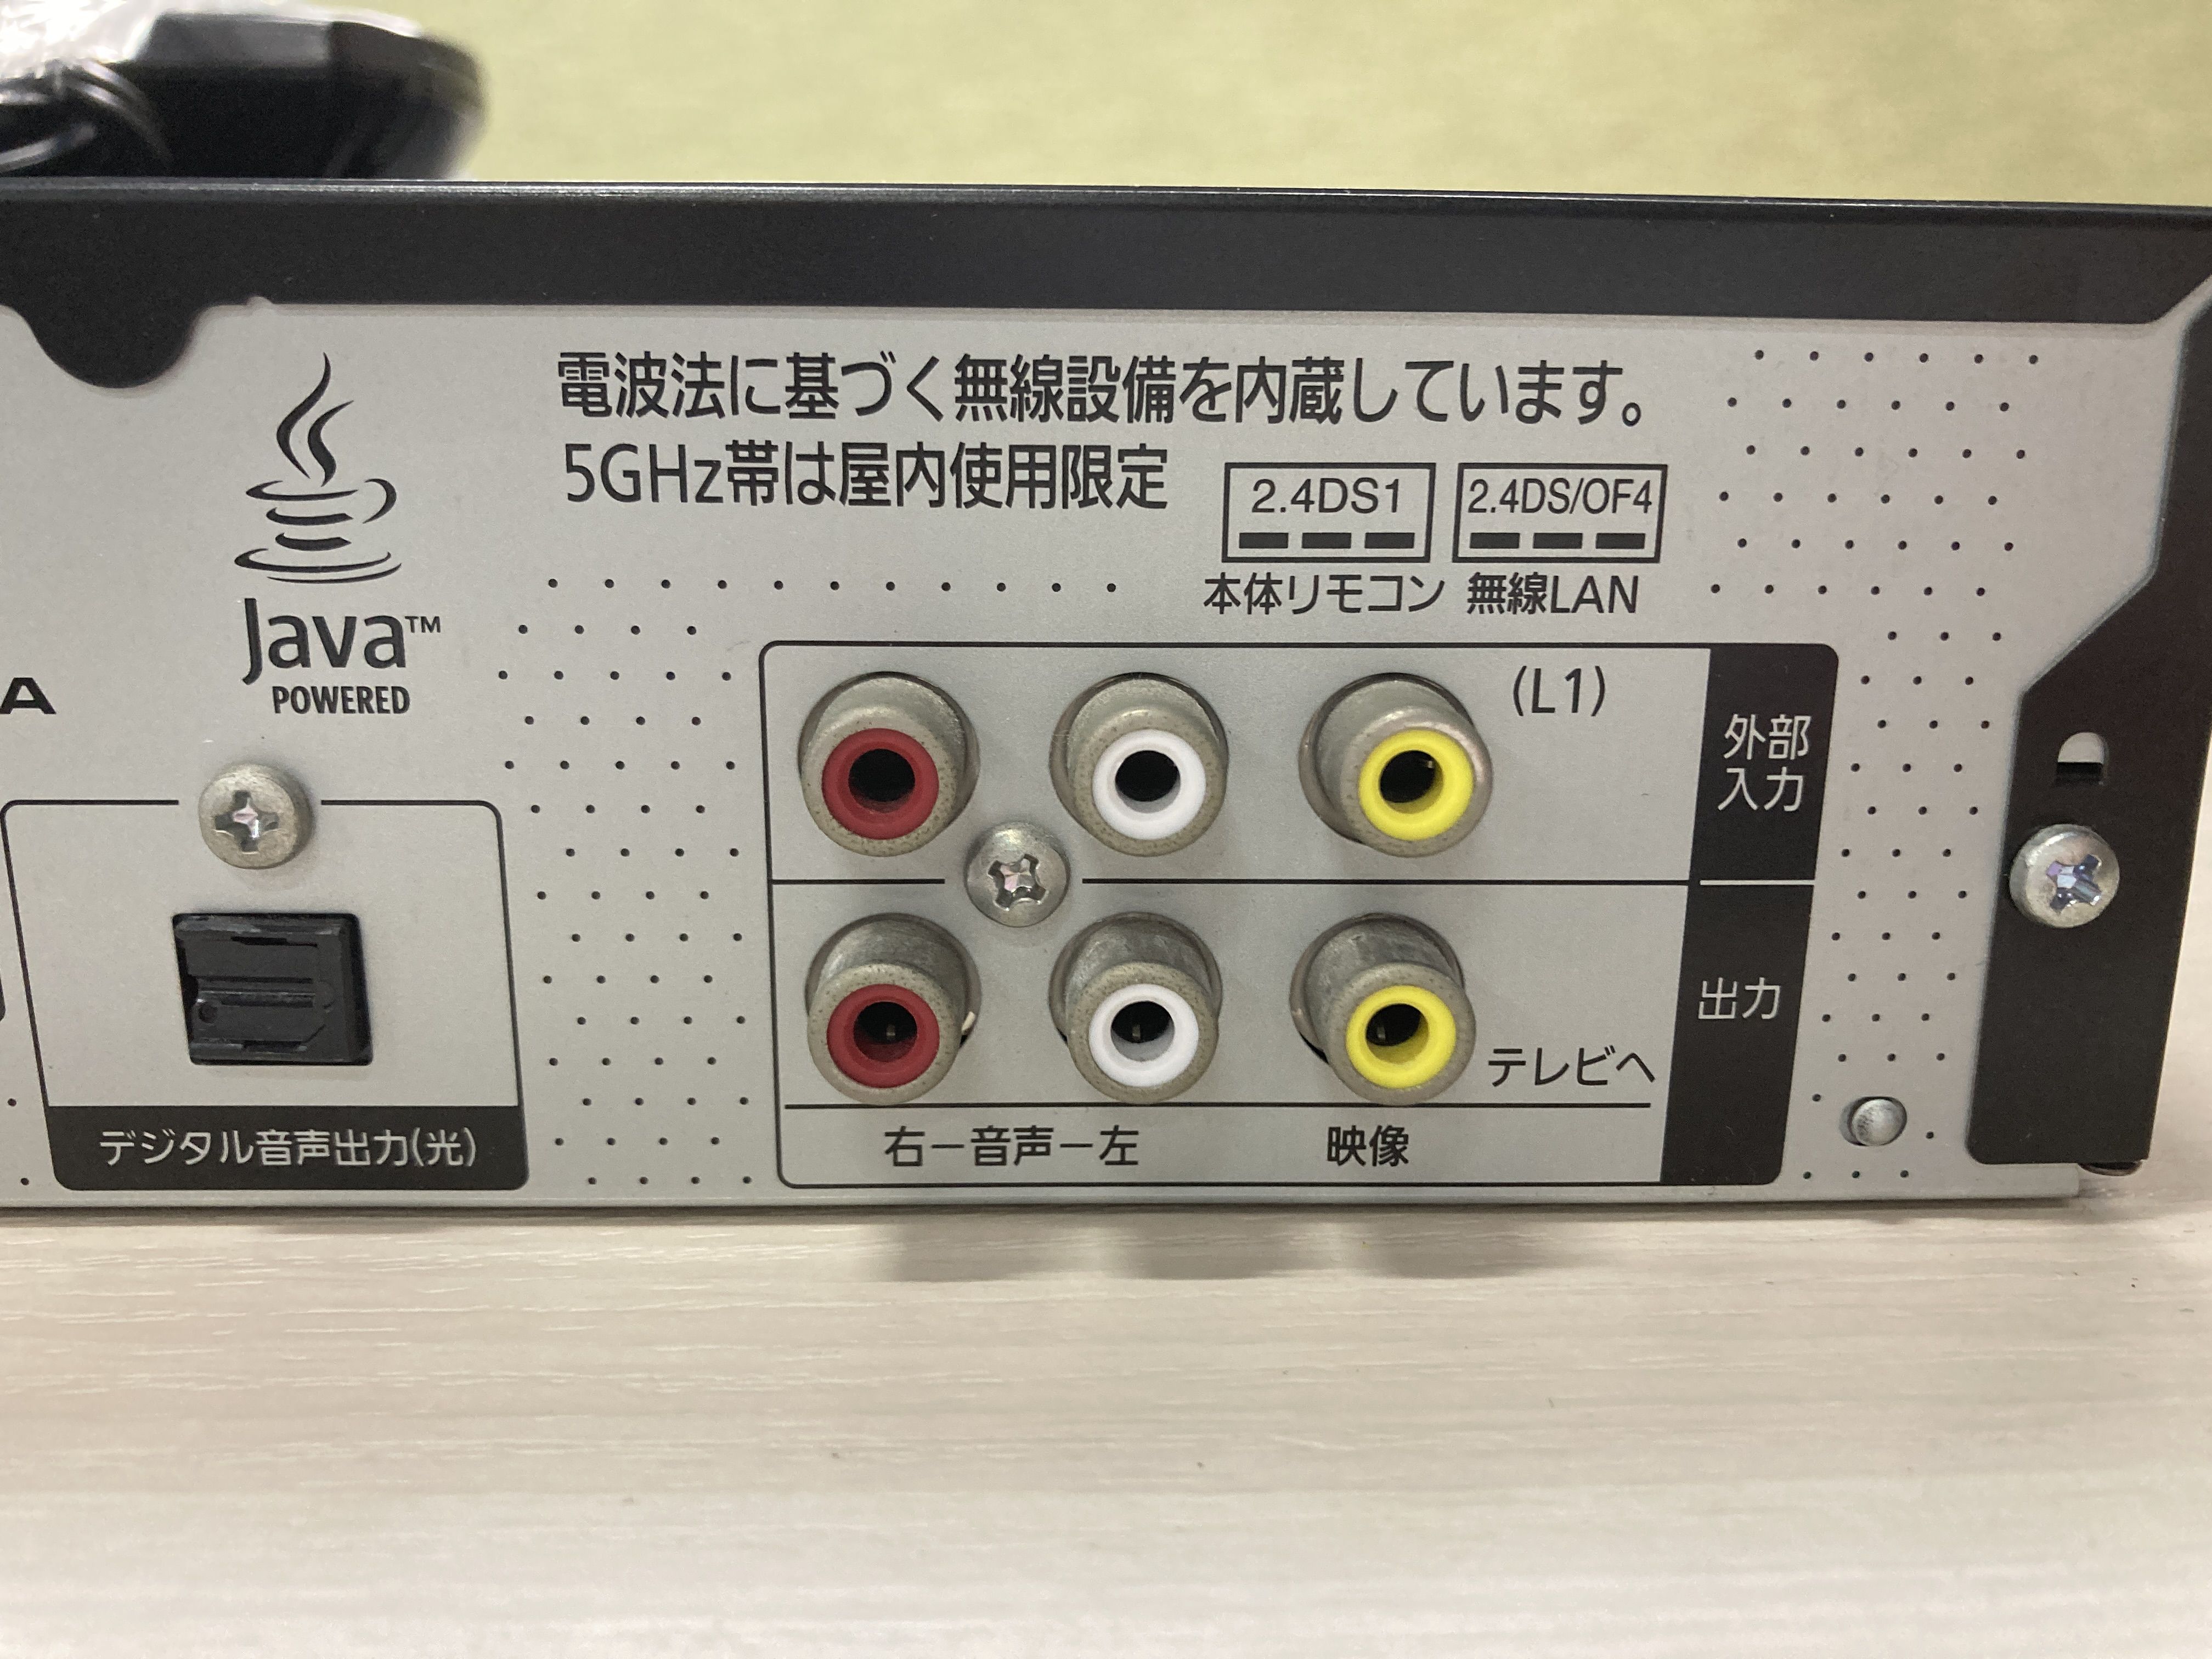 電波法に基づく無線設備を内蔵しています。
5GHz帯は屋内使用限定
2.4DS1
2.4DS/OF4
本体リモコン
無線LAN
Java™
POWERED
A
(L1)
外部
入力
出力
テレビへ
右ー音声ー左
映像
デジタル音声出力(光)